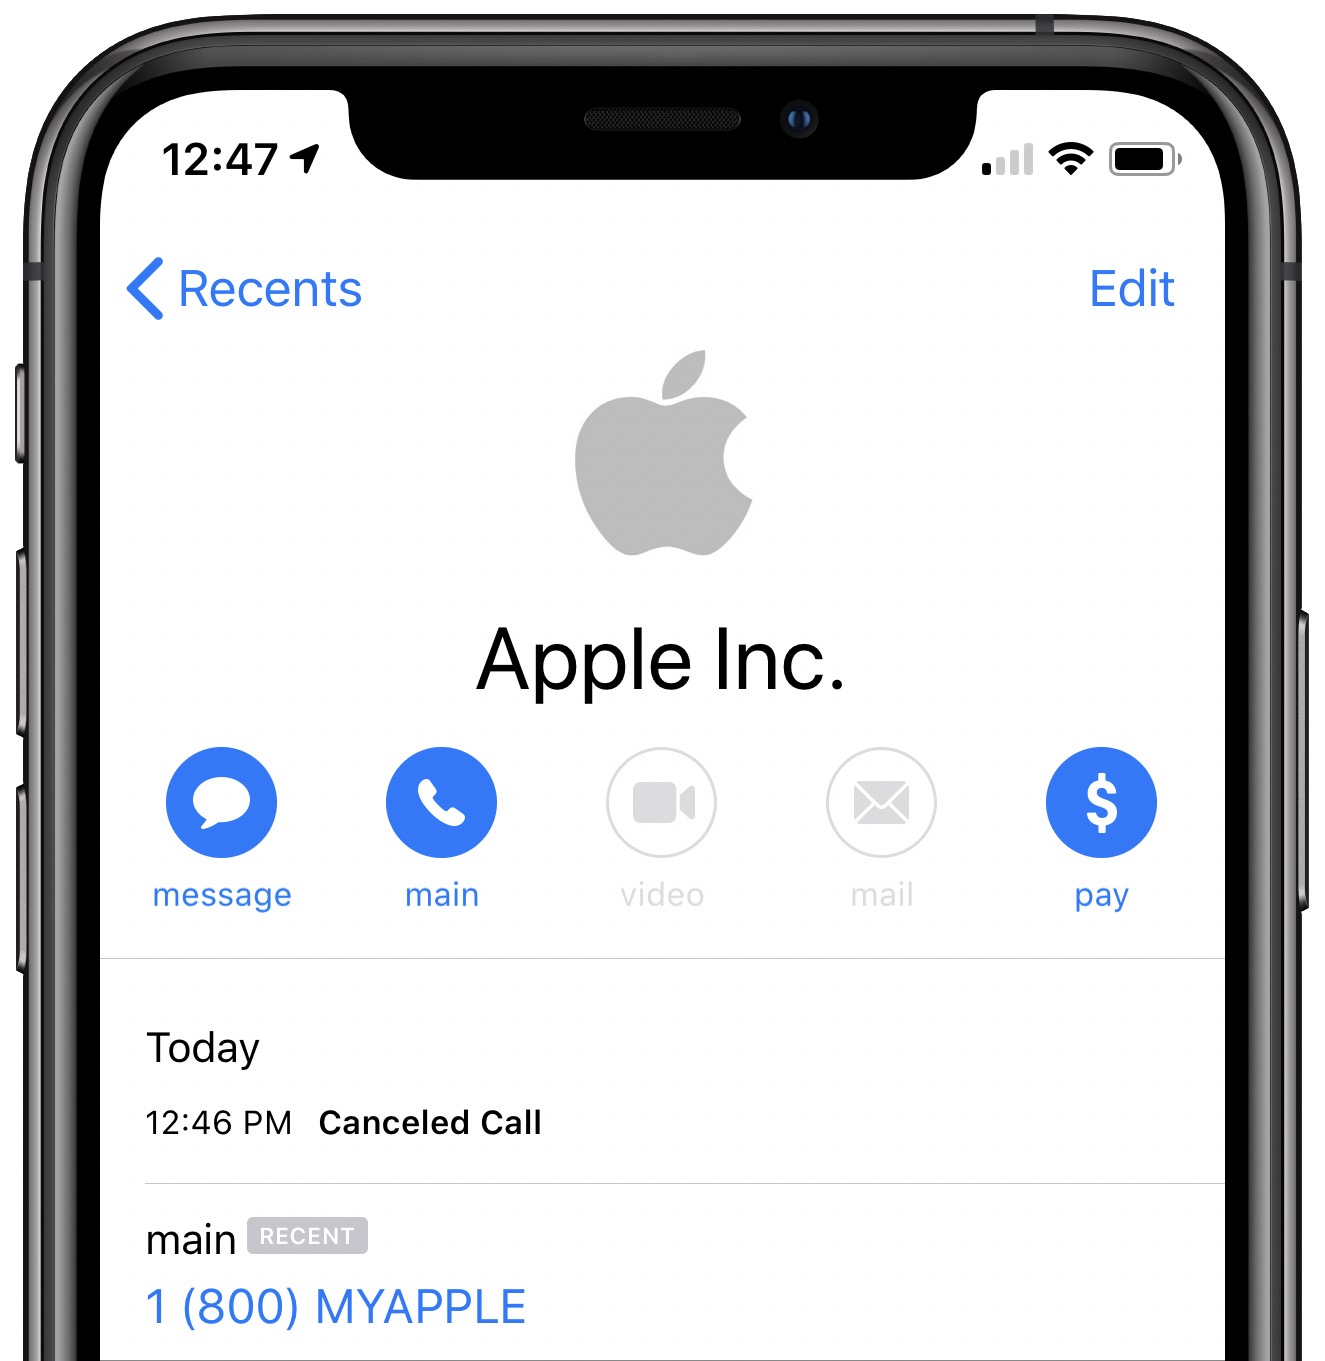 12:47
Recents Edit
Apple Inc.
message main video mail pay
Today
12:46 PM Canceled Call
main RECENT
1 (800) MYAPPLE